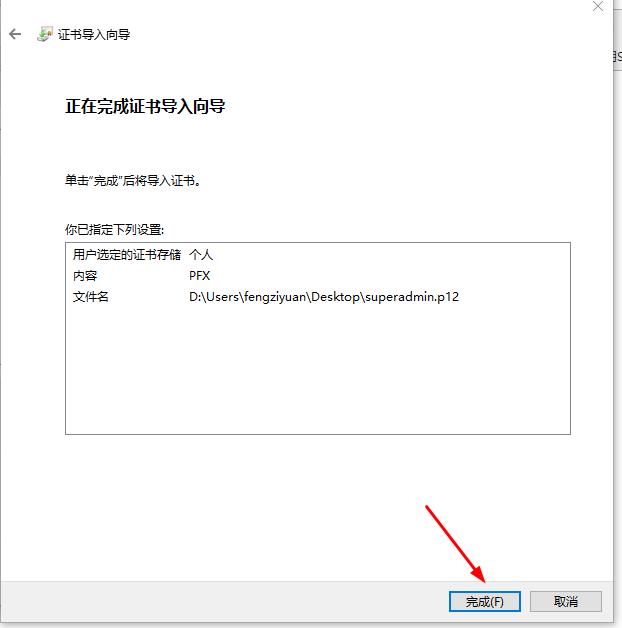 证书导入向导
正在完成证书导入向导
单击“完成”后将导入证书。
你已指定下列设置:
用户选定的证书存储 个人
内容 PFX
文件名 D:\Users\fengziyuan\Desktop\superadmin.p12
完成(F) 取消